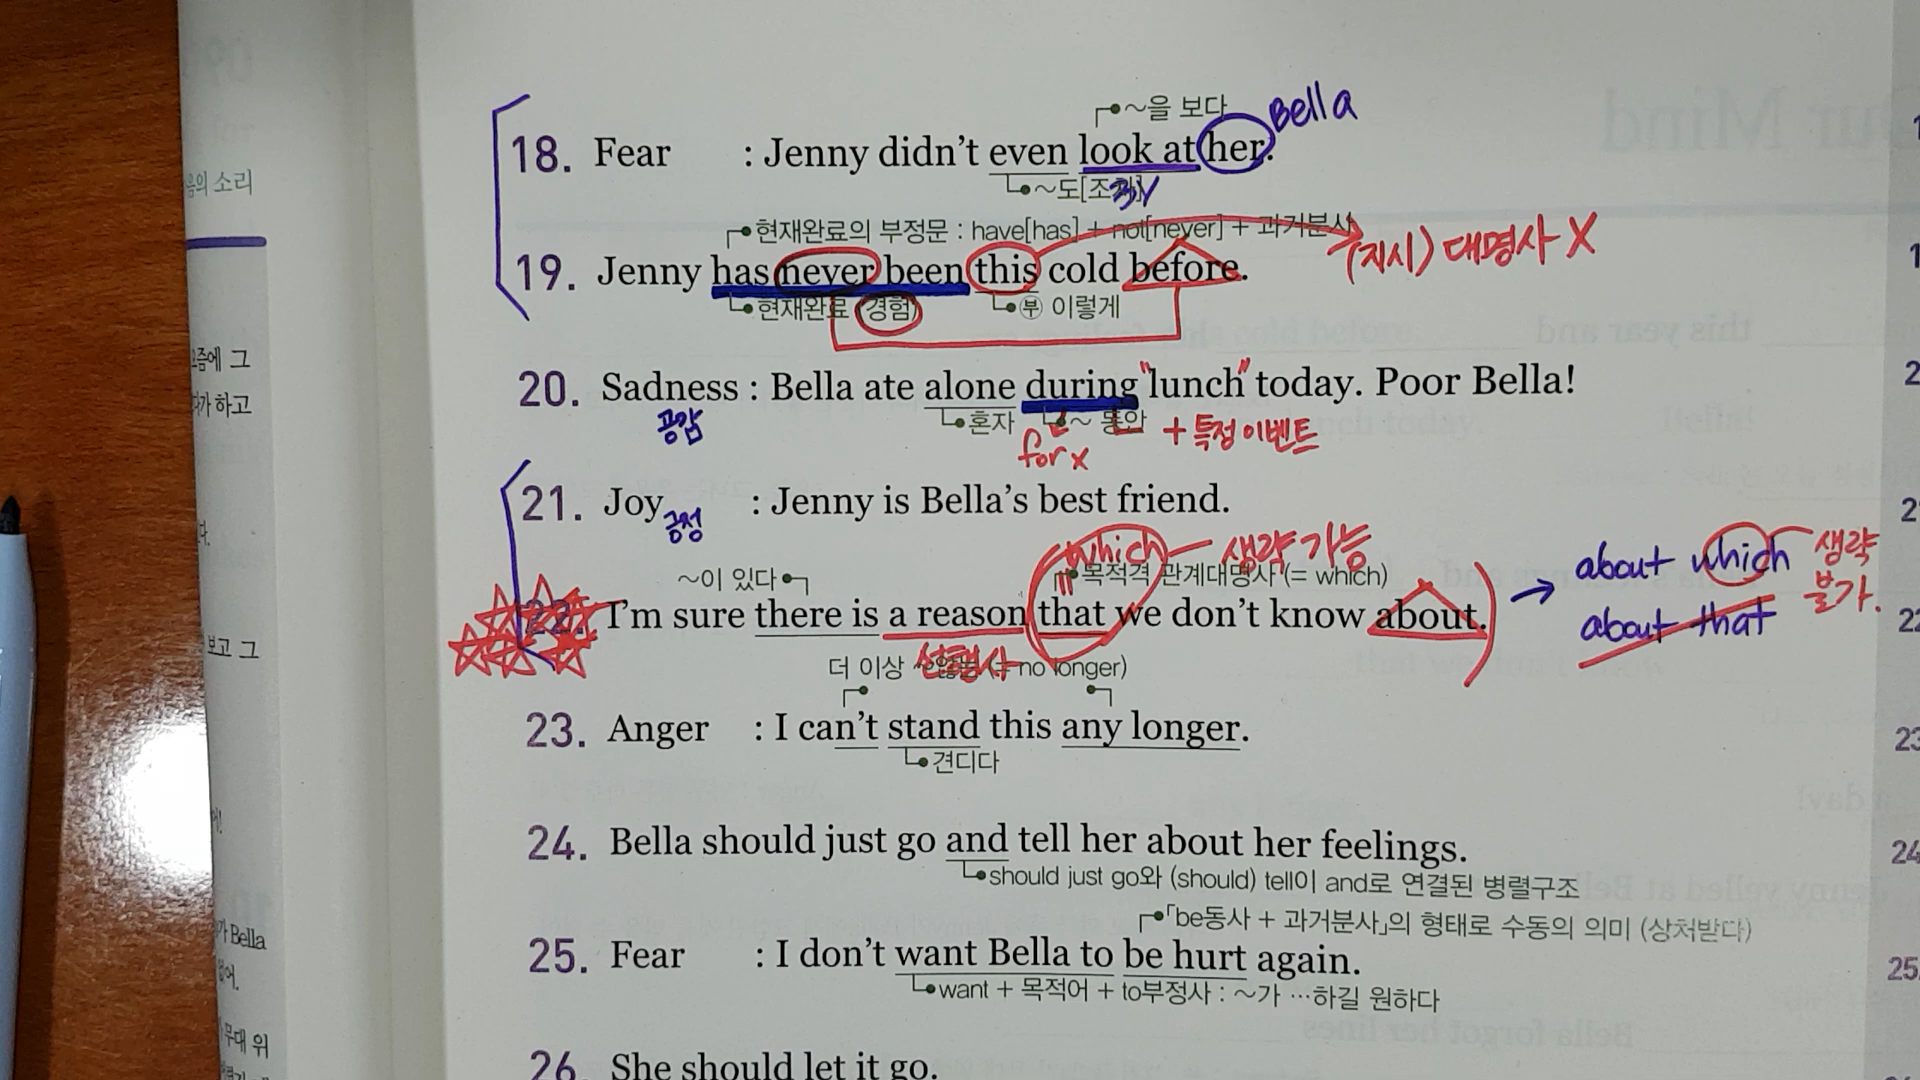 ~을 보다 Bella
18. Fear : Jenny didn't even look at her.
~도
현재완료의 부정문 : have[has] + not[never] + 과거분사
(지시) 대명사 X
19. Jenny has never been this cold before.
현재완료 (경험) 부 이렇게
20. Sadness : Bella ate alone during "lunch" today. Poor Bella!
공감 혼자 ~ 동안 + 특정 이벤트
for x
21. Joy : Jenny is Bella's best friend.
긍정
which 생략 가능
~이 있다 목적격 관계대명사 (= which)
about which 생략 불가.
22. I'm sure there is a reason that we don't know about. → about that
선행사
더 이상 (= no longer)
23. Anger : I can't stand this any longer.
견디다
24. Bella should just go and tell her about her feelings.
should just go와 (should) tell이 and로 연결된 병렬구조
「be동사 + 과거분사」의 형태로 수동의 의미 (상처받다)
25. Fear : I don't want Bella to be hurt again.
want + 목적어 + to부정사 : ~가 …하길 원하다
26. She should let it go.